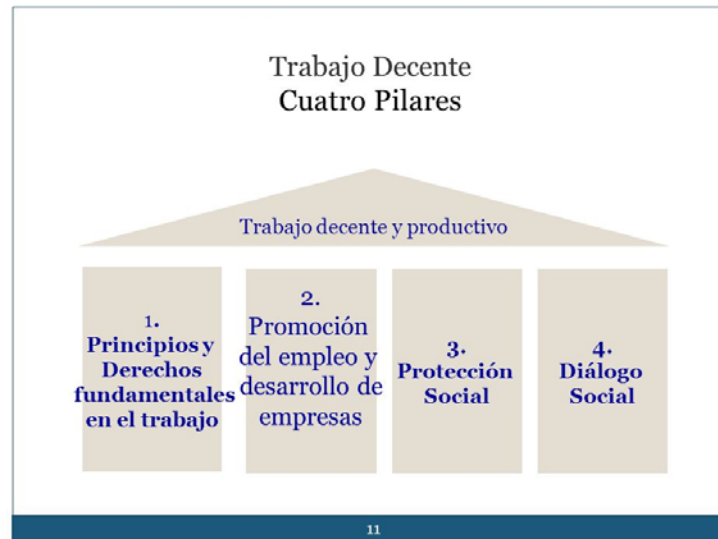 Trabajo Decente
Cuatro Pilares
Trabajo decente y productivo
1.
Principios y
Derechos
fundamentales
en el trabajo
2.
Promoción
del empleo y
desarrollo de
empresas
3.
Protección
Social
4.
Diálogo
Social
11